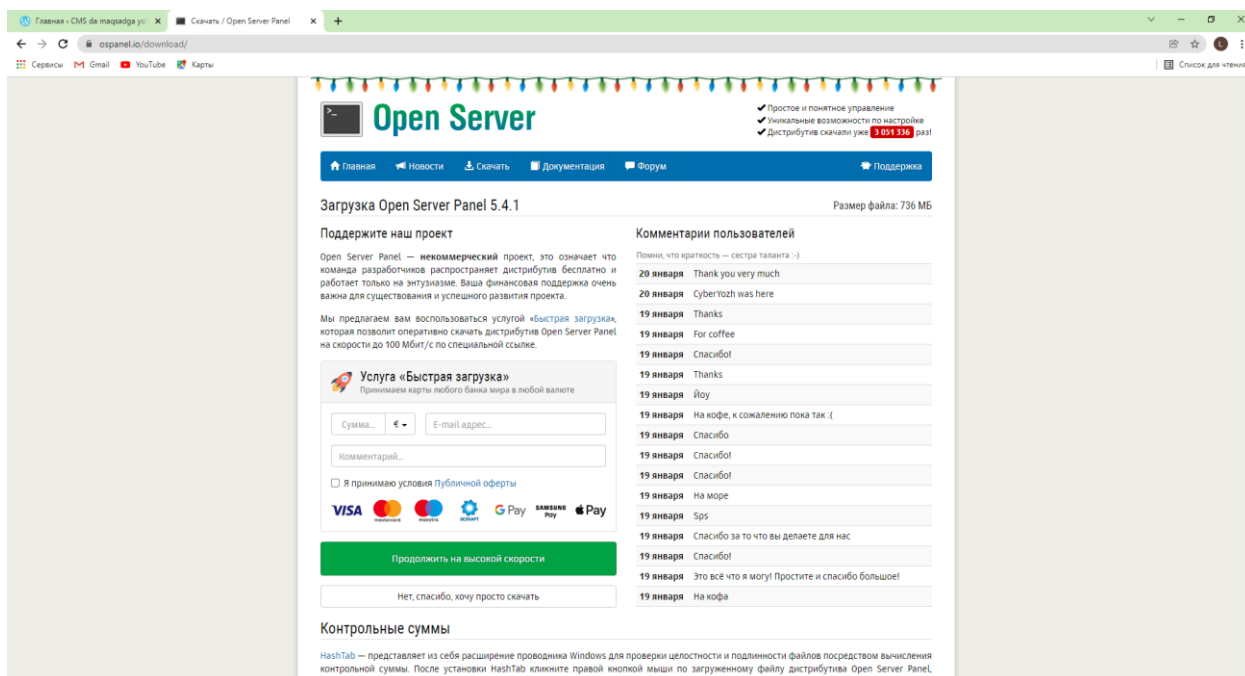 Главная ‹ CMS da maqsadga yo
Скачать / Open Server Panel
ospanel.io/download/
L
Сервисы Gmail YouTube Карты
Список для чтения
Open Server
Простое и понятное управление
Уникальные возможности по настройке
Дистрибутив скачали уже 3 051 336 раз!
Главная Новости Скачать Документация Форум Поддержка
Загрузка Open Server Panel 5.4.1
Размер файла: 736 МБ
Поддержите наш проект
Open Server Panel — некоммерческий проект, это означает что
команда разработчиков распространяет дистрибутив бесплатно и
работает только на энтузиазме. Ваша финансовая поддержка очень
важна для существования и успешного развития проекта.
Мы предлагаем вам воспользоваться услугой «Быстрая загрузка»,
которая позволит оперативно скачать дистрибутив Open Server Panel
на скорости до 100 Мбит/с по специальной ссылке.
Услуга «Быстрая загрузка»
Принимаем карты любого банка мира в любой валюте
Сумма... € E-mail адрес...
Комментарий...
Я принимаю условия Публичной оферты
VISA mastercard maestro G Pay SAMSUNG Pay Pay
Продолжить на высокой скорости
Нет, спасибо, хочу просто скачать
Комментарии пользователей
Помни, что краткость — сестра таланта :-)
20 января Thank you very much
20 января CyberYozh was here
19 января Thanks
19 января For coffee
19 января Спасибо!
19 января Thanks
19 января Йоу
19 января На кофе, к сожалению пока так :(
19 января Спасибо
19 января Спасибо!
19 января Спасибо!
19 января На море
19 января Sps
19 января Спасибо за то что вы делаете для нас
19 января Спасибо!
19 января Это всё что я могу! Простите и спасибо большое!
19 января На кофа
Контрольные суммы
HashTab — представляет из себя расширение проводника Windows для проверки целостности и подлинности файлов посредством вычисления
контрольной суммы. После установки HashTab кликните правой кнопкой мыши по загруженному файлу дистрибутива Open Server Panel,